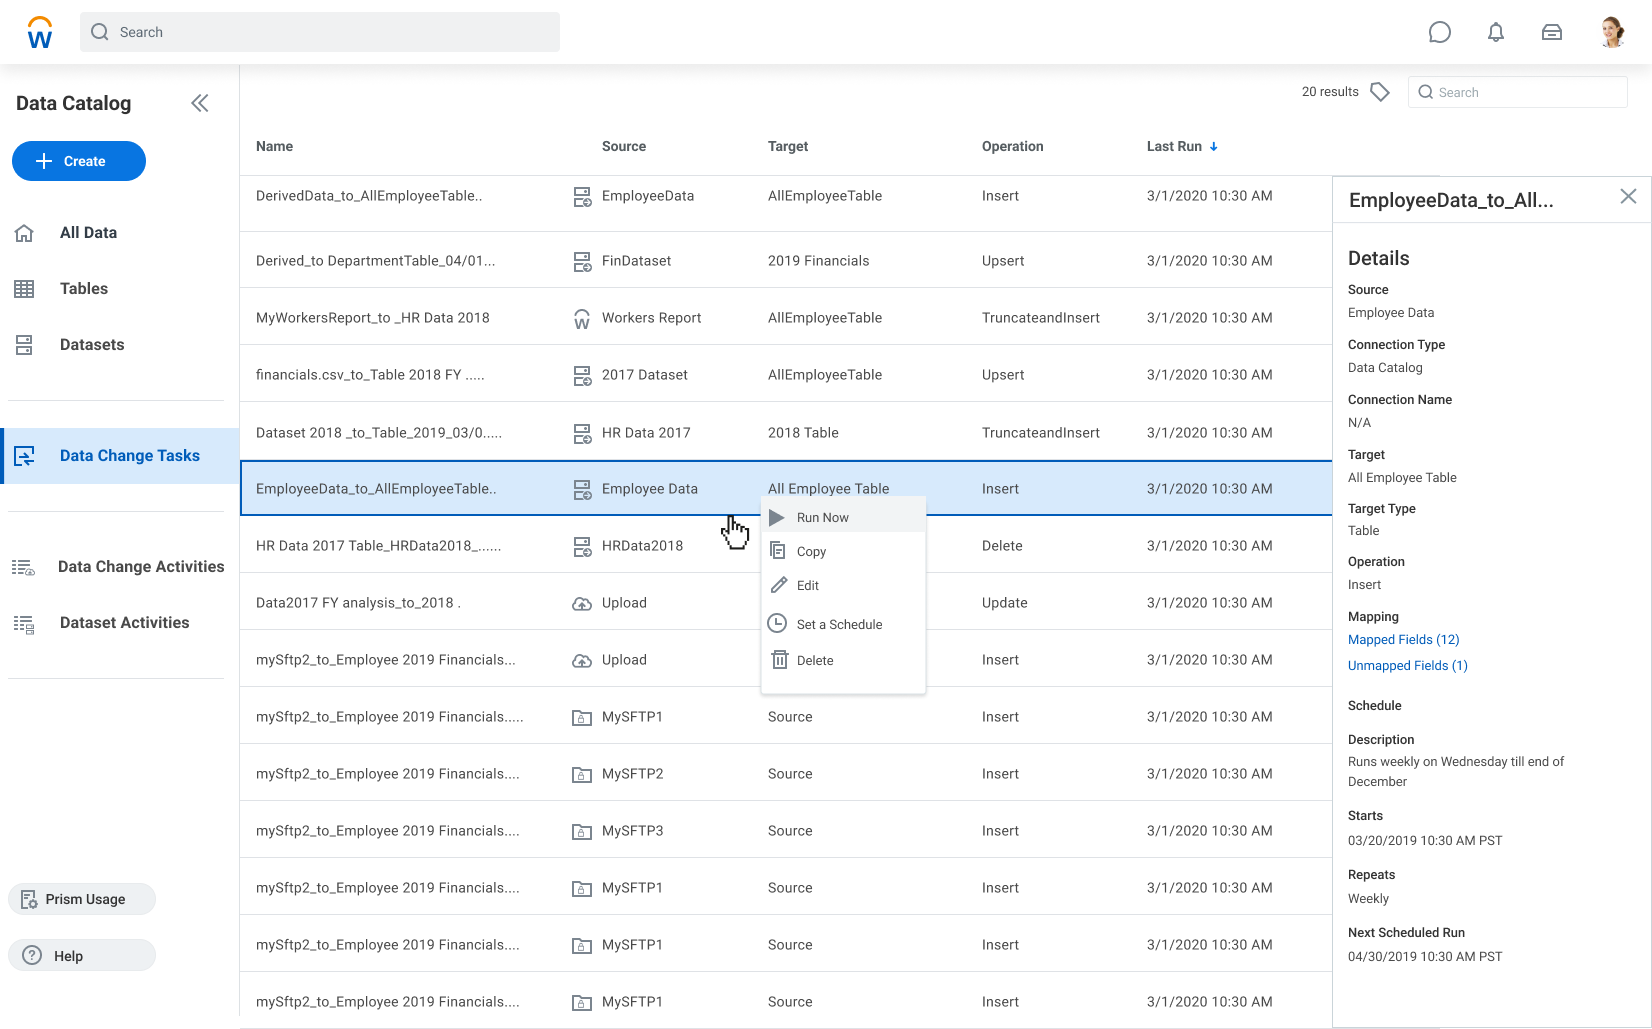 Search
Data Catalog
Create
All Data
Tables
Datasets
Data Change Tasks
Data Change Activities
Dataset Activities
Prism Usage
Help
20 results
Search
Name Source Target Operation Last Run
DerivedData_to_AllEmployeeTable.. EmployeeData AllEmployeeTable Insert 3/1/2020 10:30 AM
Derived_to DepartmentTable_04/01... FinDataset 2019 Financials Upsert 3/1/2020 10:30 AM
MyWorkersReport_to _HR Data 2018 Workers Report AllEmployeeTable TruncateandInsert 3/1/2020 10:30 AM
financials.csv_to_Table 2018 FY ..... 2017 Dataset AllEmployeeTable Upsert 3/1/2020 10:30 AM
Dataset 2018 _to_Table_2019_03/0..... HR Data 2017 2018 Table TruncateandInsert 3/1/2020 10:30 AM
EmployeeData_to_AllEmployeeTable.. Employee Data All Employee Table Insert 3/1/2020 10:30 AM
HR Data 2017 Table_HRData2018_...... HRData2018 Delete 3/1/2020 10:30 AM
Data2017 FY analysis_to_2018 . Upload Update 3/1/2020 10:30 AM
mySftp2_to_Employee 2019 Financials... Upload Insert 3/1/2020 10:30 AM
mySftp2_to_Employee 2019 Financials..... MySFTP1 Source Insert 3/1/2020 10:30 AM
mySftp2_to_Employee 2019 Financials.... MySFTP2 Source Insert 3/1/2020 10:30 AM
mySftp2_to_Employee 2019 Financials.... MySFTP3 Source Insert 3/1/2020 10:30 AM
mySftp2_to_Employee 2019 Financials.... MySFTP1 Source Insert 3/1/2020 10:30 AM
mySftp2_to_Employee 2019 Financials.... MySFTP1 Source Insert 3/1/2020 10:30 AM
mySftp2_to_Employee 2019 Financials.... MySFTP1 Source Insert 3/1/2020 10:30 AM
Run Now
Copy
Edit
Set a Schedule
Delete
EmployeeData_to_All...
Details
Source
Employee Data
Connection Type
Data Catalog
Connection Name
N/A
Target
All Employee Table
Target Type
Table
Operation
Insert
Mapping
Mapped Fields (12)
Unmapped Fields (1)
Schedule
Description
Runs weekly on Wednesday till end of
December
Starts
03/20/2019 10:30 AM PST
Repeats
Weekly
Next Scheduled Run
04/30/2019 10:30 AM PST